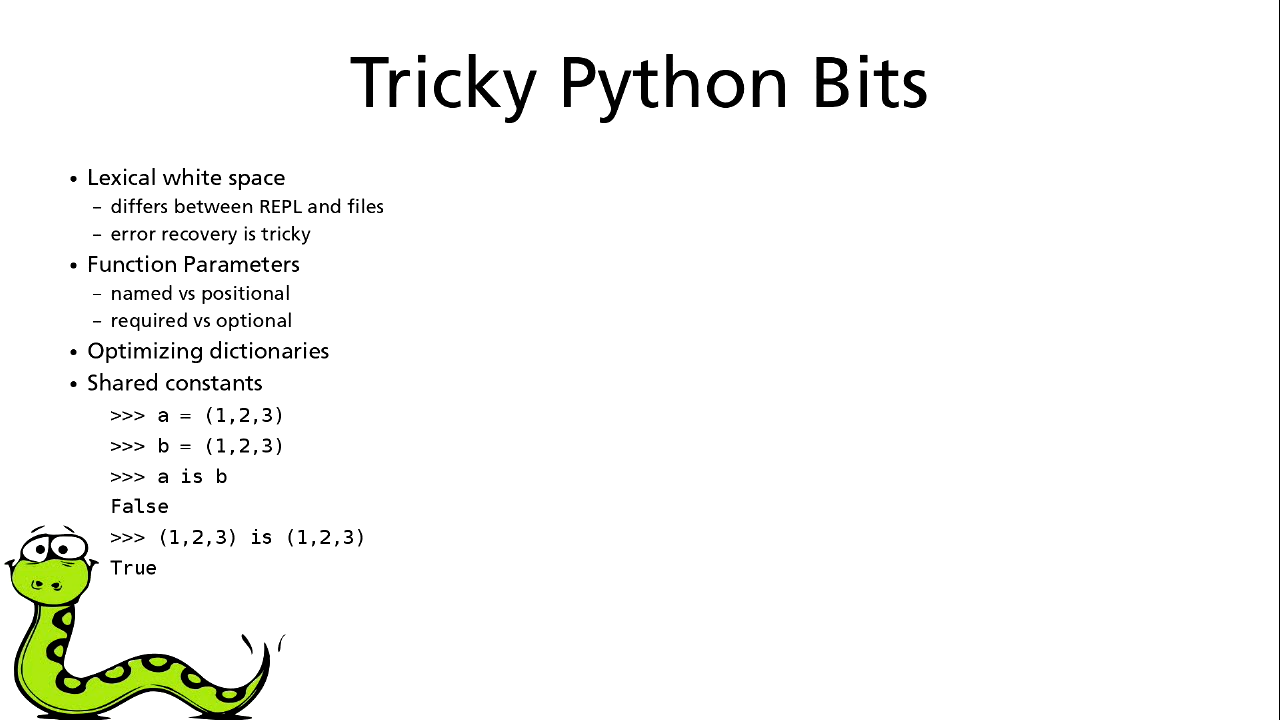 Tricky Python Bits
• Lexical white space
– differs between REPL and files
– error recovery is tricky
• Function Parameters
– named vs positional
– required vs optional
• Optimizing dictionaries
• Shared constants
>>> a = (1,2,3)
>>> b = (1,2,3)
>>> a is b
False
>>> (1,2,3) is (1,2,3)
True